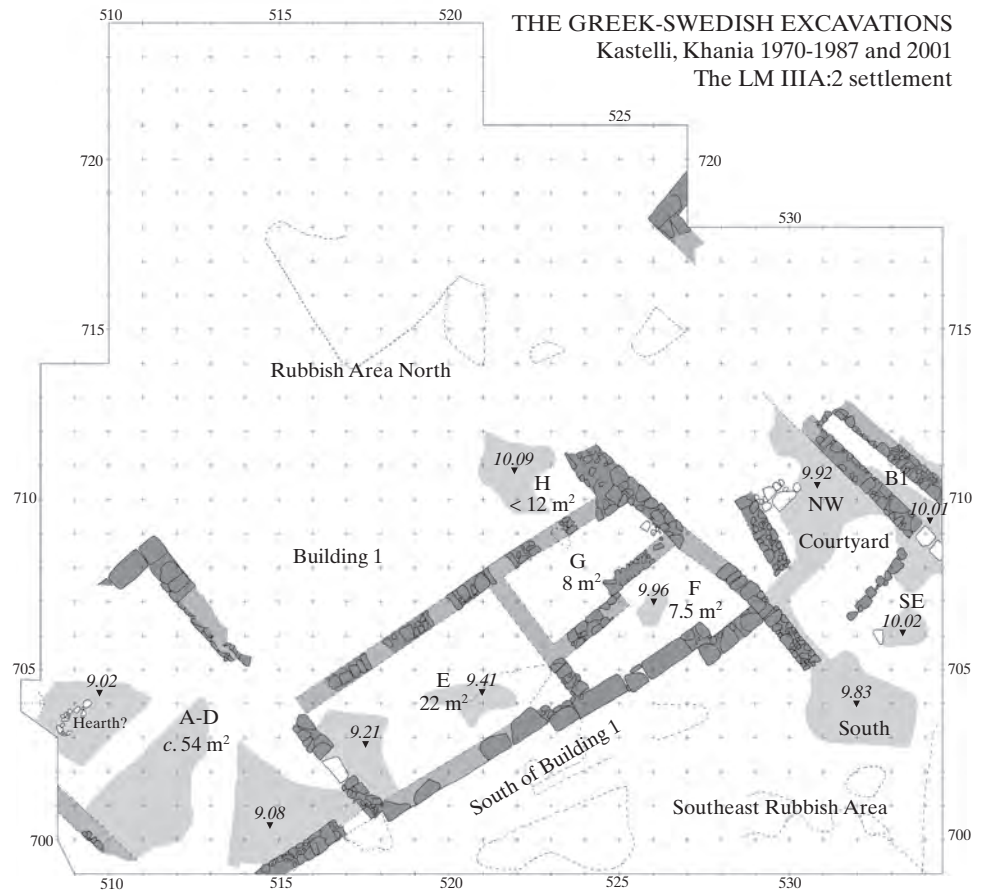 510
515
520
THE GREEK-SWEDISH EXCAVATIONS
Kastelli, Khania 1970-1987 and 2001
The LM IIIA:2 settlement
525
720
720
530
715
715
Rubbish Area North
10.09
H
< 12 m²
9.92
NW
B1
10.01
710
710
Building 1
Courtyard
G
8 m²
9.96
F
7.5 m²
SE
10.02
705
705
9.02
Hearth?
A-D
c. 54 m²
E
22 m²
9.41
9.21
9.83
South
South of Building 1
9.08
Southeast Rubbish Area
700
700
510
515
520
525
530